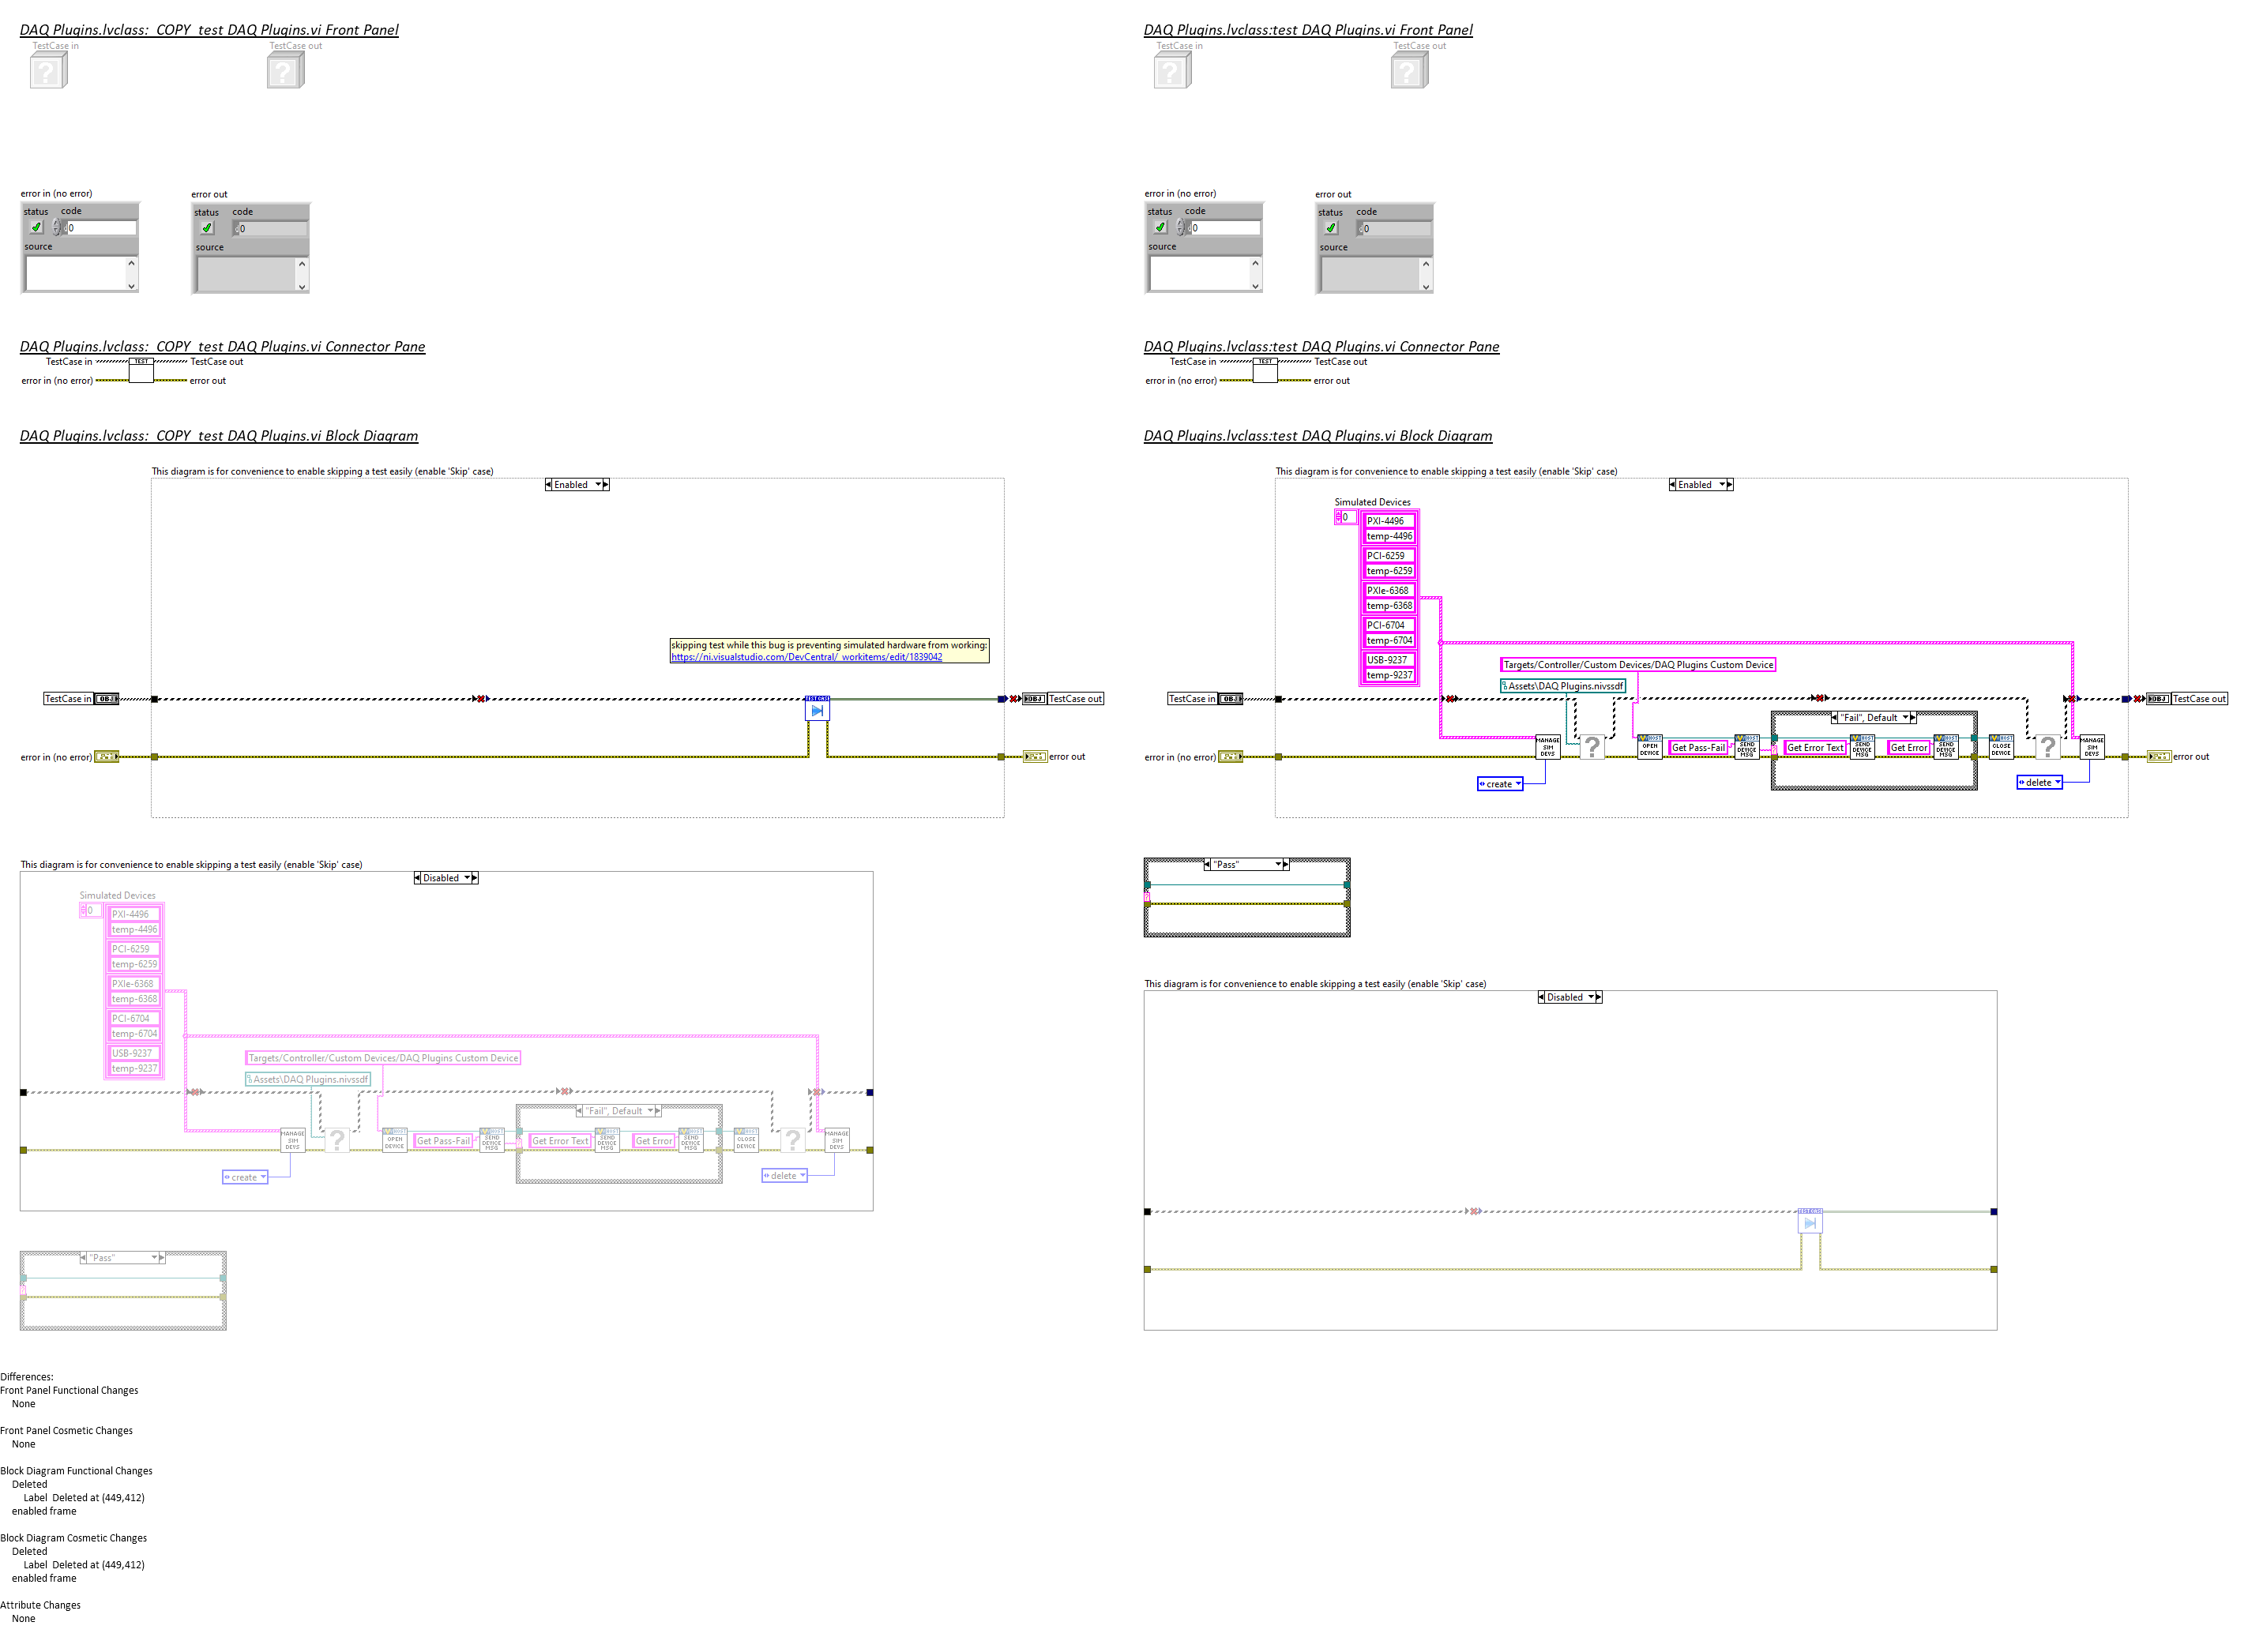 DAQ Plugins.lvclass:_COPY_test DAQ Plugins.vi Front Panel
TestCase in
TestCase out
error in (no error)
status
code
0
source
error out
status
code
0
source
DAQ Plugins.lvclass:_COPY_test DAQ Plugins.vi Connector Pane
TestCase in
TEST
TestCase out
error in (no error)
error out
DAQ Plugins.lvclass:_COPY_test DAQ Plugins.vi Block Diagram
This diagram is for convenience to enable skipping a test easily (enable 'Skip' case)
Enabled
skipping test while this bug is preventing simulated hardware from working:
https://ni.visualstudio.com/DevCentral/_workitems/edit/1839042
TestCase in
OBJ
TESTCASE
OBJ
TestCase out
error in (no error)
error out
This diagram is for convenience to enable skipping a test easily (enable 'Skip' case)
Disabled
Simulated Devices
0
PXI-4496
temp-4496
PCI-6259
temp-6259
PXIe-6368
temp-6368
PCI-6704
temp-6704
USB-9237
temp-9237
Targets/Controller/Custom Devices/DAQ Plugins Custom Device
Assets\DAQ Plugins.nivssdf
"Fail", Default
MANAGE SIM DEVS
?
HOST OPEN DEVICE
Get Pass-Fail
HOST SEND DEVICE MSG
Get Error Text
HOST SEND DEVICE MSG
Get Error
HOST SEND DEVICE MSG
HOST CLOSE DEVICE
?
MANAGE SIM DEVS
create
delete
"Pass"
Differences:
Front Panel Functional Changes
None
Front Panel Cosmetic Changes
None
Block Diagram Functional Changes
Deleted
Label Deleted at (449,412)
enabled frame
Block Diagram Cosmetic Changes
Deleted
Label Deleted at (449,412)
enabled frame
Attribute Changes
None
DAQ Plugins.lvclass:test DAQ Plugins.vi Front Panel
TestCase in
TestCase out
error in (no error)
status
code
0
source
error out
status
code
0
source
DAQ Plugins.lvclass:test DAQ Plugins.vi Connector Pane
TestCase in
TEST
TestCase out
error in (no error)
error out
DAQ Plugins.lvclass:test DAQ Plugins.vi Block Diagram
This diagram is for convenience to enable skipping a test easily (enable 'Skip' case)
Enabled
Simulated Devices
0
PXI-4496
temp-4496
PCI-6259
temp-6259
PXIe-6368
temp-6368
PCI-6704
temp-6704
USB-9237
temp-9237
Targets/Controller/Custom Devices/DAQ Plugins Custom Device
Assets\DAQ Plugins.nivssdf
TestCase in
OBJ
OBJ
TestCase out
"Fail", Default
MANAGE SIM DEVS
?
HOST OPEN DEVICE
Get Pass-Fail
HOST SEND DEVICE MSG
Get Error Text
HOST SEND DEVICE MSG
Get Error
HOST SEND DEVICE MSG
HOST CLOSE DEVICE
?
MANAGE SIM DEVS
error in (no error)
error out
create
delete
"Pass"
This diagram is for convenience to enable skipping a test easily (enable 'Skip' case)
Disabled